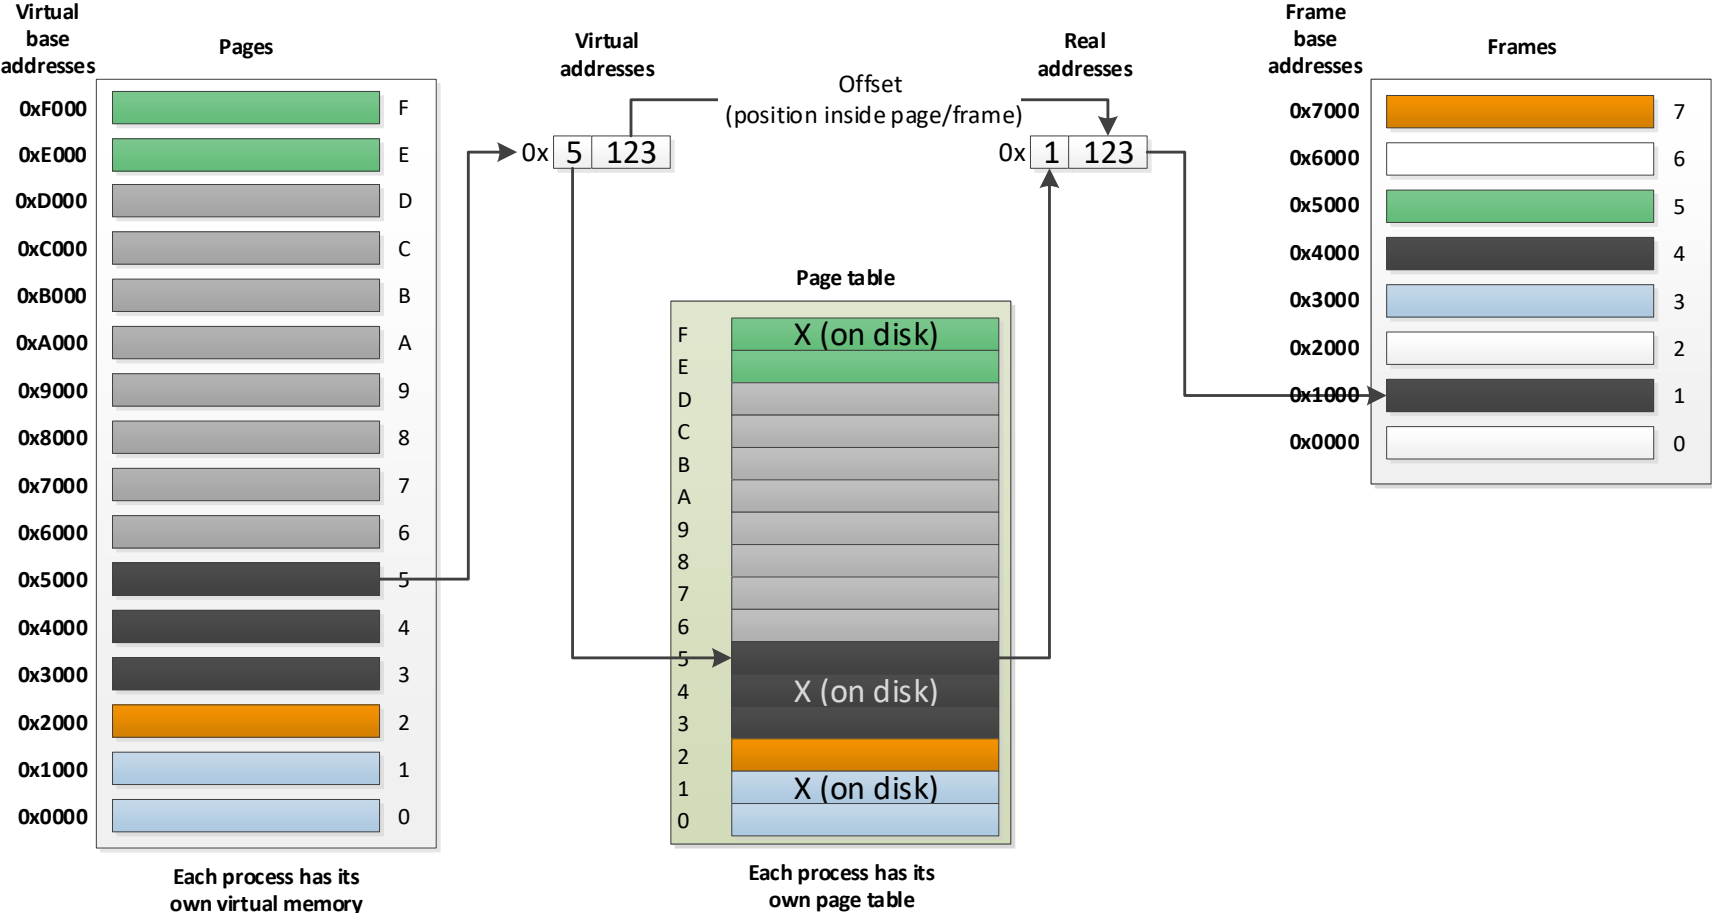 Virtual
base
addresses
Pages
0xF000 F
0xE000 E
0xD000 D
0xC000 C
0xB000 B
0xA000 A
0x9000 9
0x8000 8
0x7000 7
0x6000 6
0x5000 5
0x4000 4
0x3000 3
0x2000 2
0x1000 1
0x0000 0
Each process has its
own virtual memory
Virtual
addresses
0x 5 123
Offset
(position inside page/frame)
Real
addresses
0x 1 123
Page table
F X (on disk)
E
D
C
B
A
9
8
7
6
5
4 X (on disk)
3
2
1 X (on disk)
0
Each process has its
own page table
Frame
base
addresses
Frames
0x7000 7
0x6000 6
0x5000 5
0x4000 4
0x3000 3
0x2000 2
0x1000 1
0x0000 0